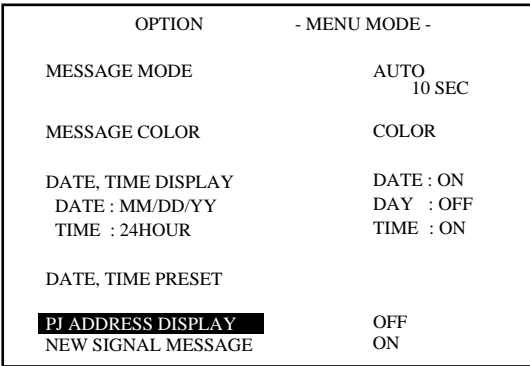 OPTION - MENU MODE -
MESSAGE MODE AUTO
10 SEC
MESSAGE COLOR COLOR
DATE, TIME DISPLAY DATE : ON
DATE : MM/DD/YY DAY : OFF
TIME : 24HOUR TIME : ON
DATE, TIME PRESET
PJ ADDRESS DISPLAY OFF
NEW SIGNAL MESSAGE ON